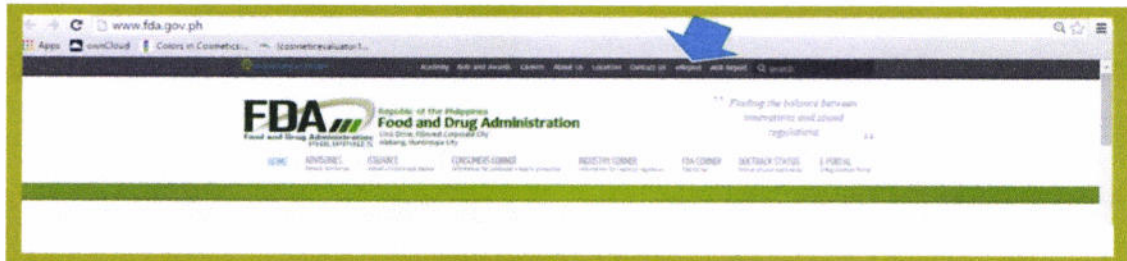 www.fda.gov.ph
Apps ownCloud Colors in Cosmetics:...
Academy Bids and Awards Careers About Us Location Contact Us eReport ADR Report Search
Republic of the Philippines
FDA Food and Drug Administration
Food and Drug Administration
PHILIPPINES
Civic Drive, Filinvest Corporate City
Alabang, Muntinlupa City
Finding the balance between
innovations and sound
regulations
HOME ADVISORIES ISSUANCE CONSUMERS CORNER INDUSTRY CORNER FDA CORNER DOCTRACK STATUS E-PORTAL